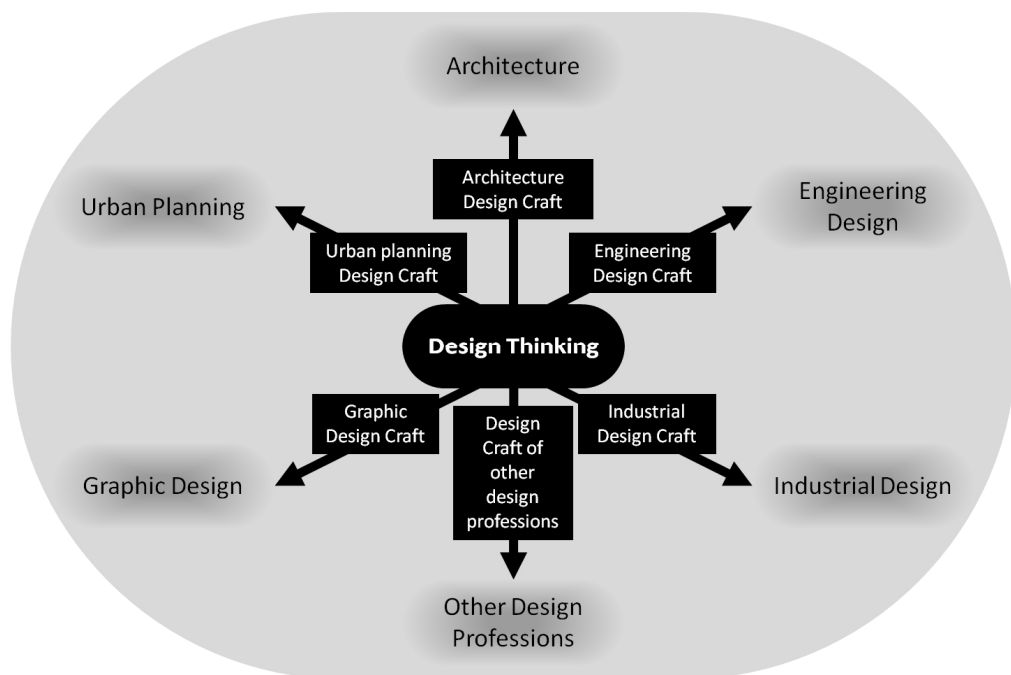 Architecture
Architecture
Design Craft
Urban Planning
Engineering
Design
Urban planning
Design Craft
Engineering
Design Craft
Design Thinking
Graphic
Design Craft
Design
Craft of
other
design
professions
Industrial
Design Craft
Graphic Design
Industrial Design
Other Design
Professions